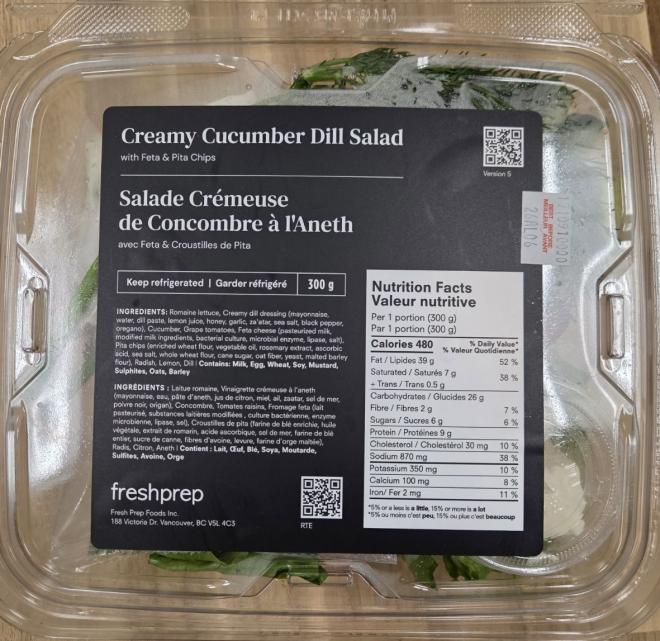 Creamy Cucumber Dill Salad
with Feta & Pita Chips
Version 5
Salade Crémeuse
de Concombre à l'Aneth
avec Feta & Croustilles de Pita
BEST BEFORE
MEILLEUR AVANT
Keep refrigerated | Garder réfrigéré 300 g
INGREDIENTS: Romaine lettuce, Creamy dill dressing (mayonnaise,
water, dill paste, lemon juice, honey, garlic, za'etar, sea salt, black pepper,
oregano), Cucumber, Grape tomatoes, Feta cheese (pasteurized milk,
modified milk ingredients, bacterial culture, microbial enzyme, lipase, salt),
Pita chips (enriched wheat flour, vegetable oil, rosemary extract, ascorbic
acid, sea salt, whole wheat flour, cane sugar, oat fiber, yeast, malted barley
flour), Radish, Lemon, Dill | Contains: Milk, Egg, Wheat, Soy, Mustard,
Sulphites, Oats, Barley
INGRÉDIENTS : Laitue romaine, Vinaigrette crémeuse à l'aneth
(mayonnaise, eau, pâte d'aneth, jus de citron, miel, ail, zaatar, sel de mer,
poivre noir, origan), Concombre, Tomates raisins, Fromage feta (lait
pasteurisé, substances laitières modifiées, culture bactérienne, enzyme
microbienne, lipase, sel), Croustilles de pita (farine de blé enrichie, huile
végétale, extrait de romarin, acide ascorbique, sel de mer, farine de blé
entier, sucre de canne, fibres d'avoine, levure, farine d'orge maltée),
Radis, Citron, Aneth | Contient : Lait, Œuf, Blé, Soya, Moutarde,
Sulfites, Avoine, Orge
freshprep
Fresh Prep Foods Inc.
188 Victoria Dr. Vancouver, BC V5L 4C3
RTE
Nutrition Facts
Valeur nutritive
Per 1 portion (300 g)
Par 1 portion (300 g)
Calories 480 % Daily Value*
% Valeur Quotidienne*
Fat / Lipides 39 g 52 %
Saturated / Saturés 7 g
+ Trans / Trans 0.5 g 38 %
Carbohydrates / Glucides 26 g
Fibre / Fibres 2 g 7 %
Sugars / Sucres 6 g 6 %
Protein / Protéines 9 g
Cholesterol / Cholestérol 30 mg 10 %
Sodium 870 mg 38 %
Potassium 350 mg 10 %
Calcium 100 mg 8 %
Iron/ Fer 2 mg 11 %
*5% or a less is a little, 15% or more is a lot
*5% ou moins c'est peu, 15% ou plus c'est beaucoup